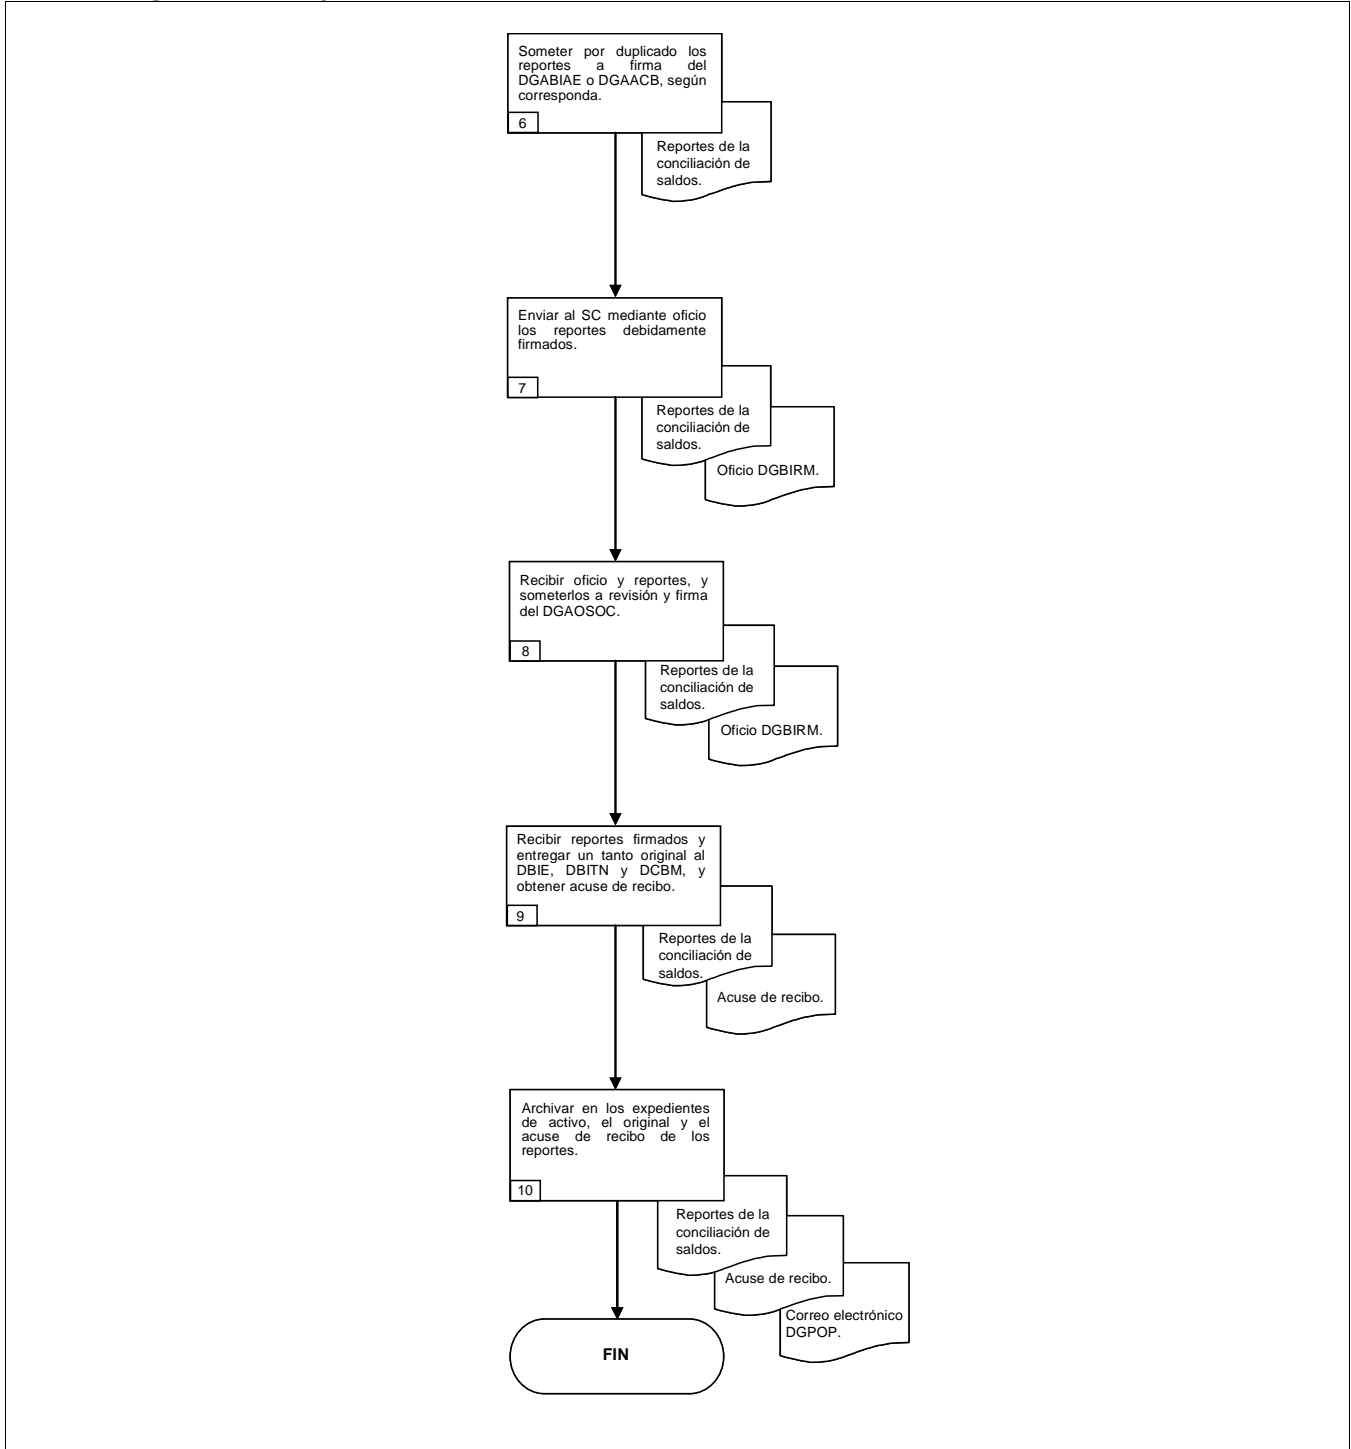 Someter por duplicado los
reportes a firma del
DGABIAE o DGAACB, según
corresponda.
6
Reportes de la
conciliación de
saldos.
Enviar al SC mediante oficio
los reportes debidamente
firmados.
7
Reportes de la
conciliación de
saldos.
Oficio DGBIRM.
Recibir oficio y reportes, y
someterlos a revisión y firma
del DGAOSOC.
8
Reportes de la
conciliación de
saldos.
Oficio DGBIRM.
Recibir reportes firmados y
entregar un tanto original al
DBIE, DBITN y DCBM, y
obtener acuse de recibo.
9
Reportes de la
conciliación de
saldos.
Acuse de recibo.
Archivar en los expedientes
de activo, el original y el
acuse de recibo de los
reportes.
10
Reportes de la
conciliación de
saldos.
Acuse de recibo.
Correo electrónico
DGPOP.
FIN